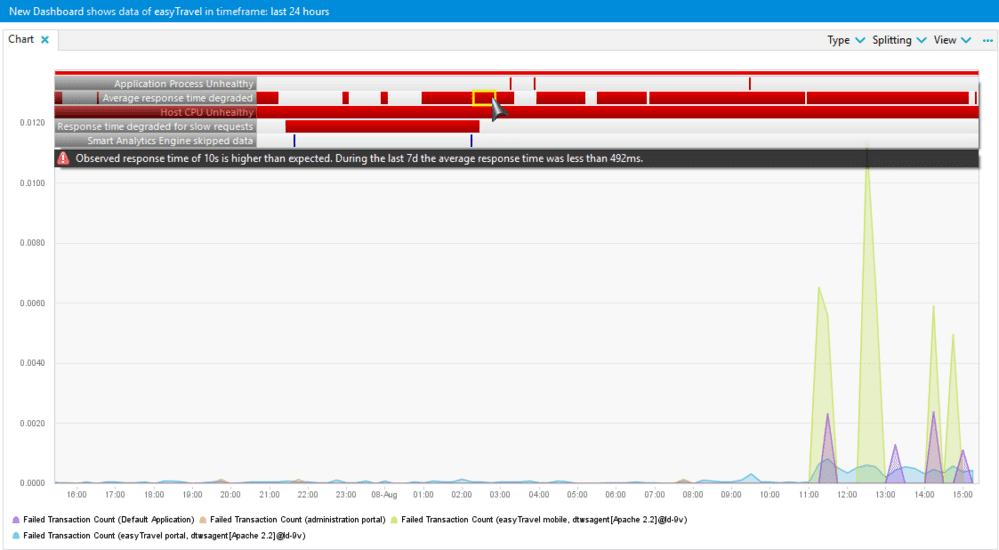 New Dashboard shows data of easyTravel in timeframe: last 24 hours
Chart ×
Type Splitting View ...
Application Process Unhealthy
Average response time degraded
Host CPU Unhealthy
Response time degraded for slow requests
Smart Analytics Engine skipped data
Observed response time of 10s is higher than expected. During the last 7d the average response time was less than 492ms.
0.0120
0.0100
0.0080
0.0060
0.0040
0.0020
0.0000
16:00 17:00 18:00 19:00 20:00 21:00 22:00 23:00 08-Aug 01:00 02:00 03:00 04:00 05:00 06:00 07:00 08:00 09:00 10:00 11:00 12:00 13:00 14:00 15:00
Failed Transaction Count (Default Application) Failed Transaction Count (administration portal) Failed Transaction Count (easyTravel mobile, dtwsagent[Apache 2.2]@ld-9v)
Failed Transaction Count (easyTravel portal, dtwsagent[Apache 2.2]@ld-9v)